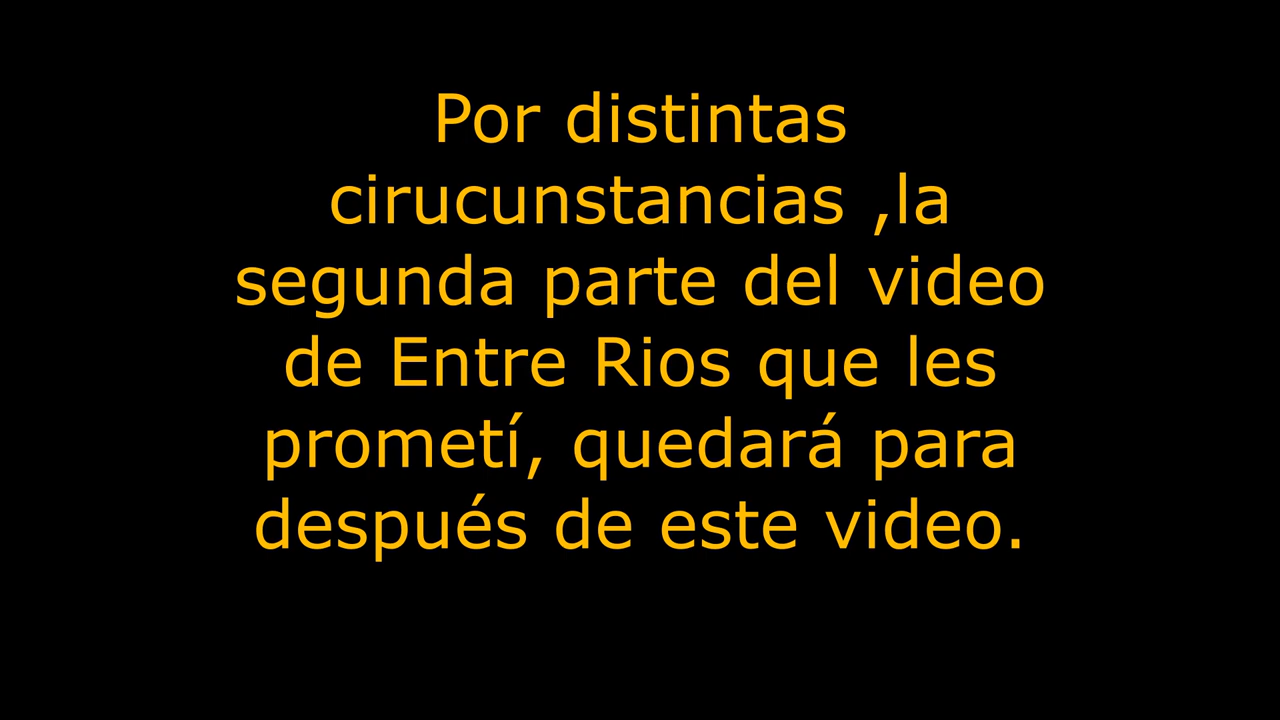 Por distintas
cirucunstancias ,la
segunda parte del video
de Entre Rios que les
prometí, quedará para
después de este video.